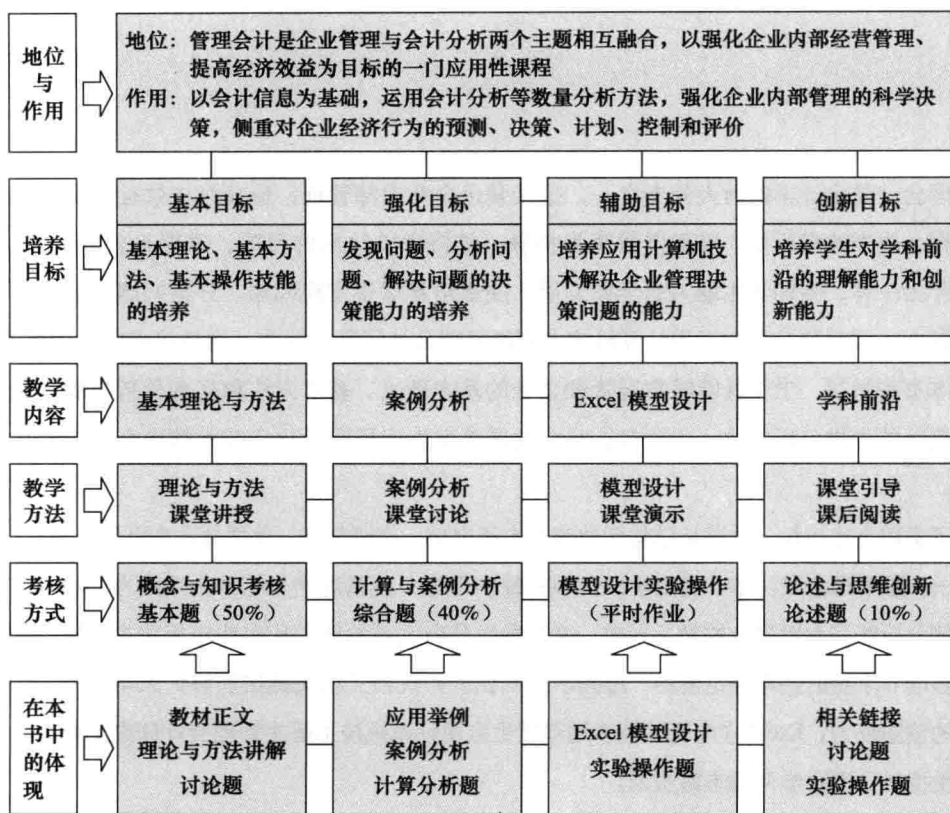 地位
与
作用
地位：管理会计是企业管理与会计分析两个主题相互融合，以强化企业内部经营管理、
提高经济效益为目标的一门应用性课程
作用：以会计信息为基础，运用会计分析等数量分析方法，强化企业内部管理的科学决
策，侧重对企业经济行为的预测、决策、计划、控制和评价
培养
目标
基本目标
基本理论、基本方
法、基本操作技能
的培养
强化目标
发现问题、分析问
题、解决问题的决
策能力的培养
辅助目标
培养应用计算机技
术解决企业管理决
策问题的能力
创新目标
培养学生对学科前
沿的理解能力和创
新能力
教学
内容
基本理论与方法
案例分析
Excel 模型设计
学科前沿
教学
方法
理论与方法
课堂讲授
案例分析
课堂讨论
模型设计
课堂演示
课堂引导
课后阅读
考核
方式
概念与知识考核
基本题（50%）
计算与案例分析
综合题（40%）
模型设计实验操作
（平时作业）
论述与思维创新
论述题（10%）
在本
书中
的体
现
教材正文
理论与方法讲解
讨论题
应用举例
案例分析
计算分析题
Excel 模型设计
实验操作题
相关链接
讨论题
实验操作题